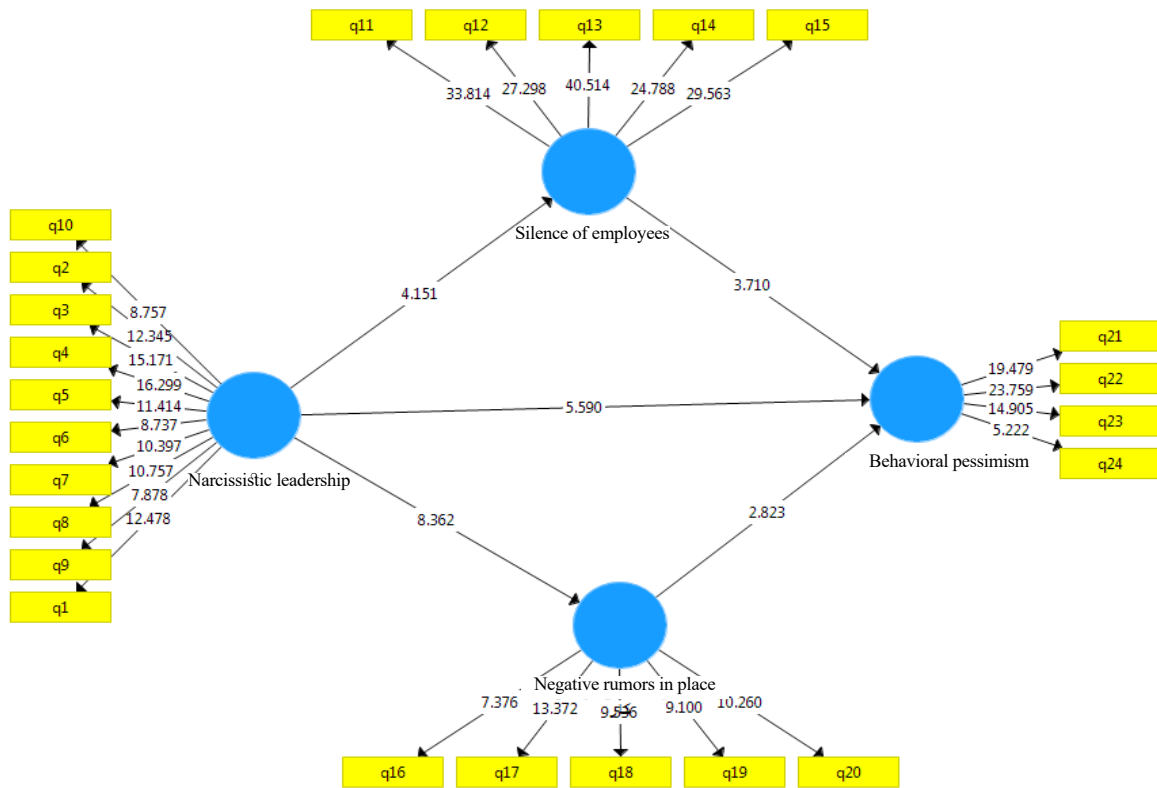 q11 q12 q13 q14 q15
33.814 27.298 40.514 24.788 29.563
Silence of employees
q10
q2
q3
q4
q5
q6
q7
q8
q9
q1
8.757
12.345
15.171
16.299
11.414
8.737
10.397
10.757
7.878
12.478
Narcissistic leadership
4.151
3.710
5.590
8.362
2.823
19.479
23.759
14.905
5.222
q21
q22
q23
q24
Behavioral pessimism
Negative rumors in place
7.376 13.372 9.536 9.100 10.260
q16 q17 q18 q19 q20